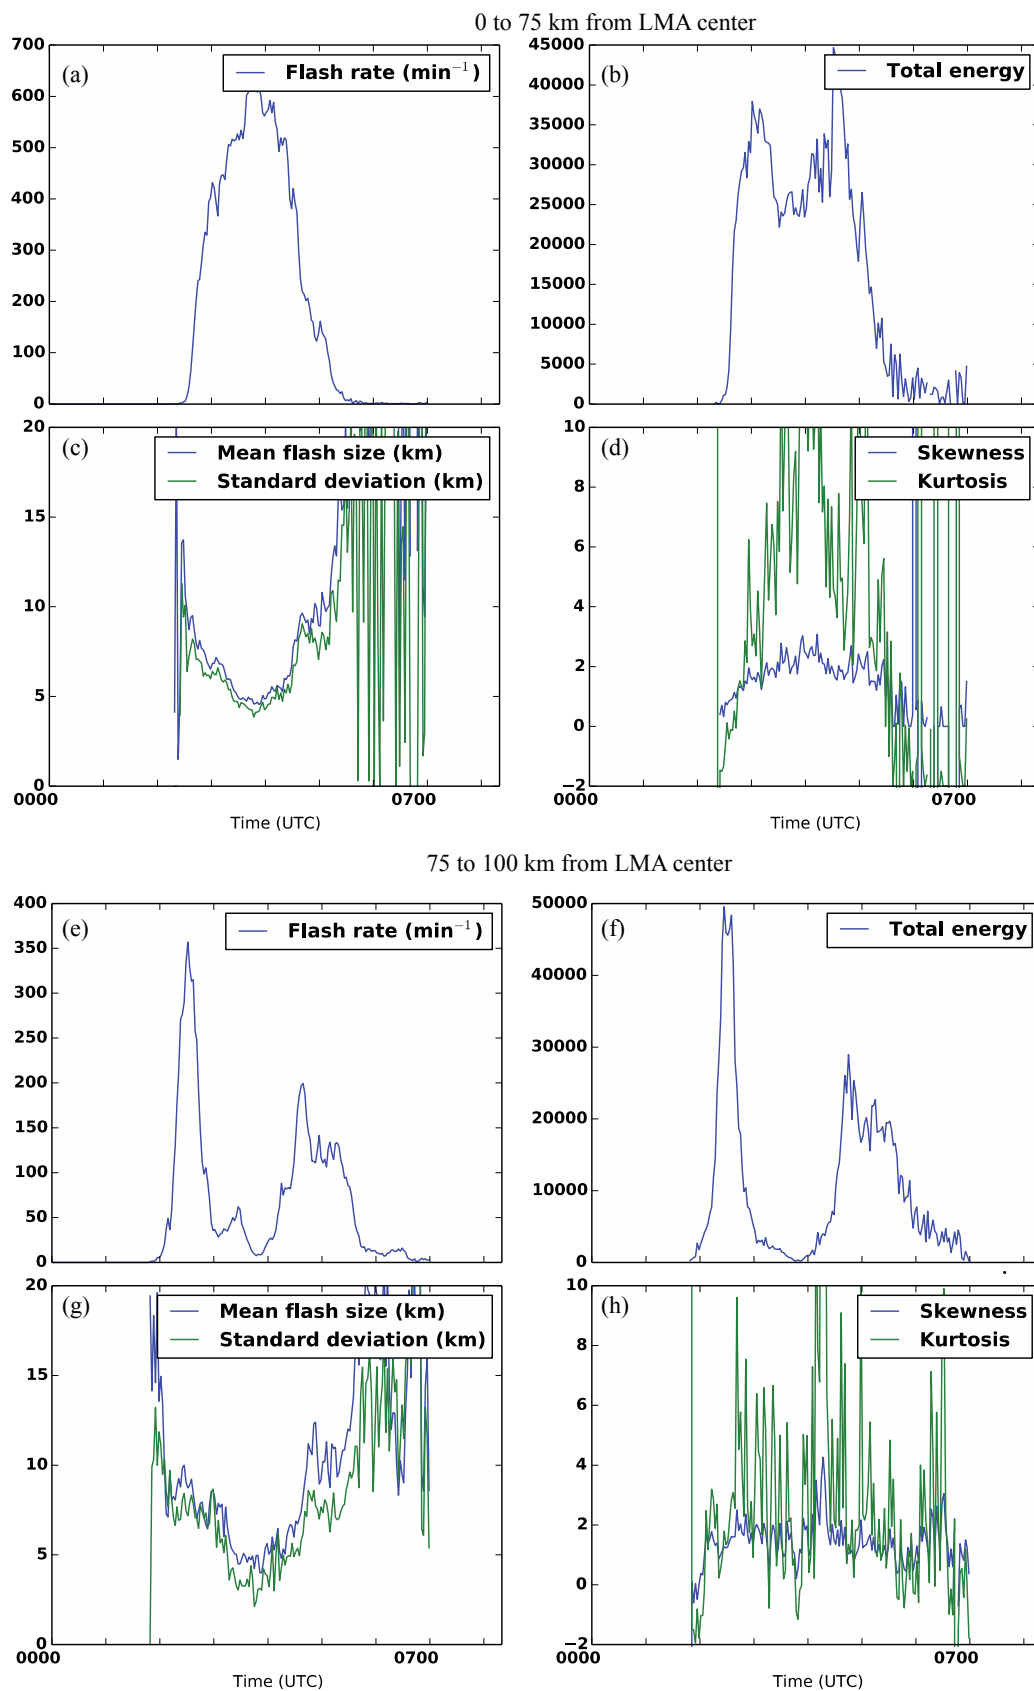 0 to 75 km from LMA center
(a)
Flash rate (min⁻¹)
700
600
500
400
300
200
100
0
(b)
Total energy
45000
40000
35000
30000
25000
20000
15000
10000
5000
0
(c)
Mean flash size (km)
Standard deviation (km)
20
15
10
5
0
0000
0700
Time (UTC)
(d)
Skewness
Kurtosis
10
8
6
4
2
0
−2
0000
0700
Time (UTC)
75 to 100 km from LMA center
(e)
Flash rate (min⁻¹)
400
350
300
250
200
150
100
50
0
(f)
Total energy
50000
40000
30000
20000
10000
0
(g)
Mean flash size (km)
Standard deviation (km)
20
15
10
5
0
0000
0700
Time (UTC)
(h)
Skewness
Kurtosis
10
8
6
4
2
0
−2
0000
0700
Time (UTC)